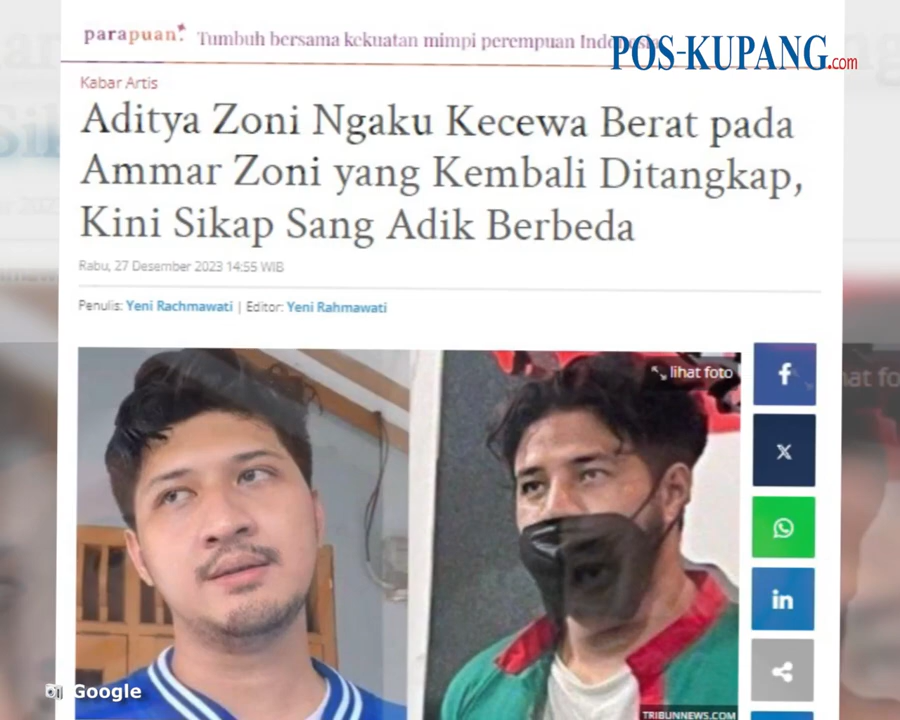 parapuan.
Tumbuh bersama kekuatan mimpi perempuan
POS-KUPANG.com
Kabar Artis
Aditya Zoni Ngaku Kecewa Berat pada
Ammar Zoni yang Kembali Ditangkap,
Kini Sikap Sang Adik Berbeda
Rabu, 27 Desember 2023 14:55 WIB
Penulis: Yeni Rachmawati | Editor: Yeni Rahmawati
lihat foto
f
X
in
TRIBUNNEWS.COM
Google